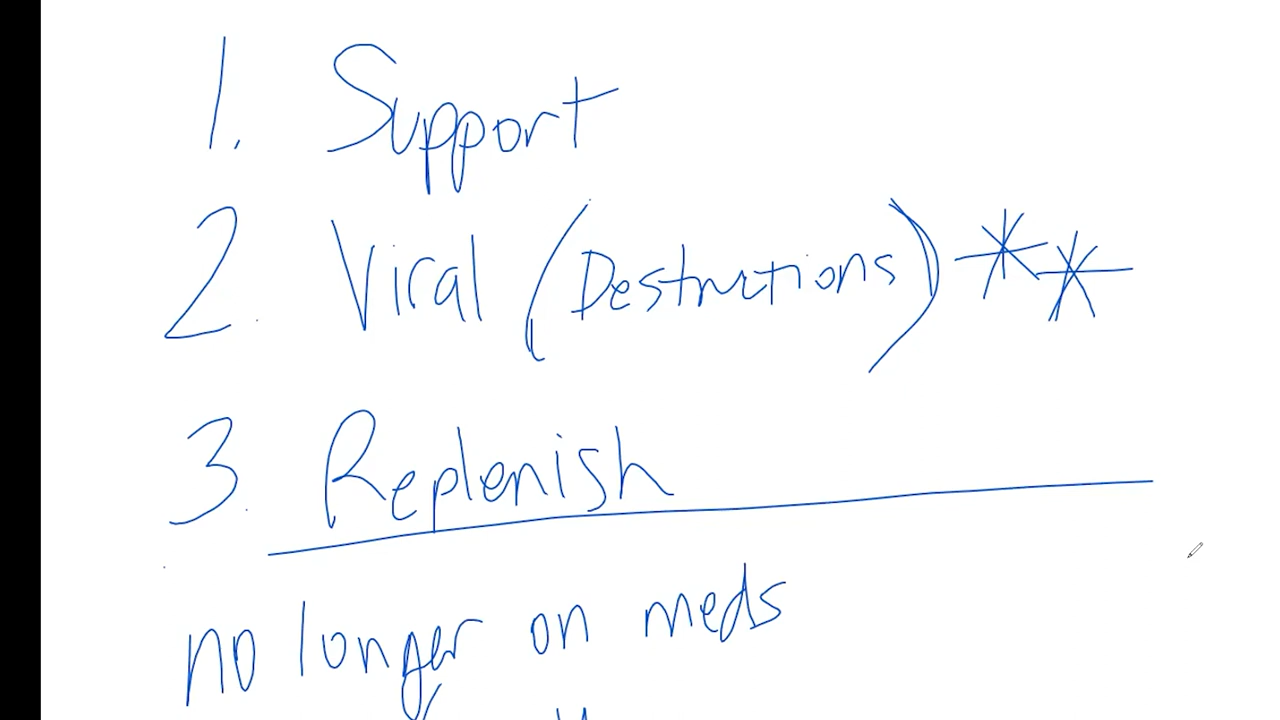 1. Support
2. Viral (Destructions) **
3. Replenish
no longer on meds